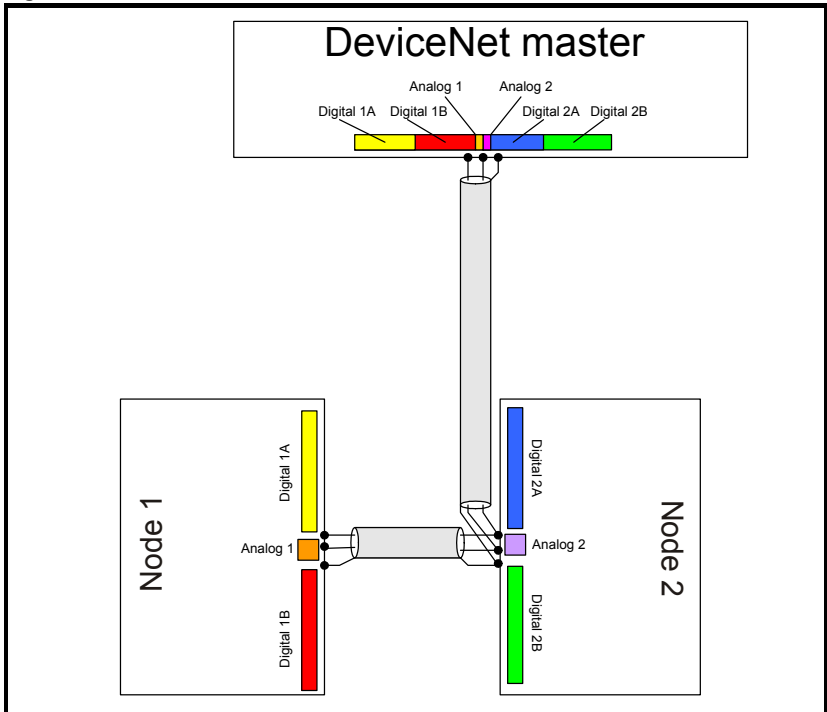 DeviceNet master
Analog 1 Analog 2
Digital 1A Digital 1B Digital 2A Digital 2B
Node 1
Digital 1A
Analog 1
Digital 1B
Digital 2A
Analog 2
Digital 2B
Node 2